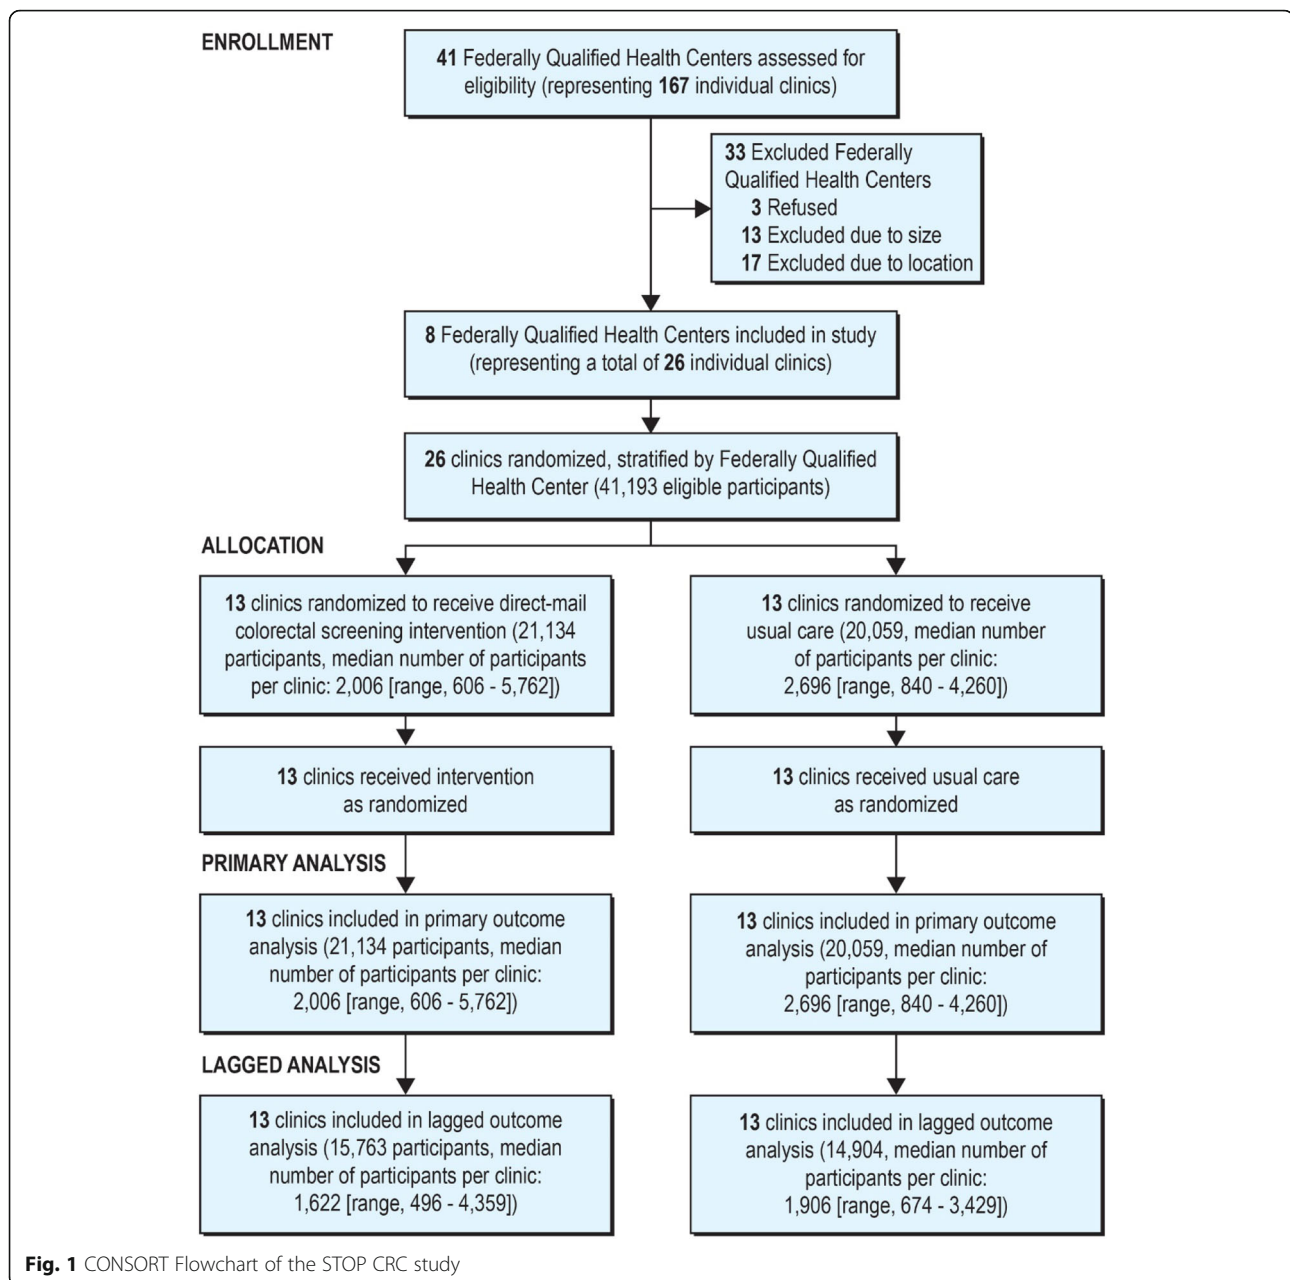 ENROLLMENT
41 Federally Qualified Health Centers assessed for
eligibility (representing 167 individual clinics)
33 Excluded Federally
Qualified Health Centers
3 Refused
13 Excluded due to size
17 Excluded due to location
8 Federally Qualified Health Centers included in study
(representing a total of 26 individual clinics)
26 clinics randomized, stratified by Federally Qualified
Health Center (41,193 eligible participants)
ALLOCATION
13 clinics randomized to receive direct-mail
colorectal screening intervention (21,134
participants, median number of participants
per clinic: 2,006 [range, 606 - 5,762])
13 clinics randomized to receive
usual care (20,059, median number
of participants per clinic:
2,696 [range, 840 - 4,260])
13 clinics received intervention
as randomized
13 clinics received usual care
as randomized
PRIMARY ANALYSIS
13 clinics included in primary outcome
analysis (21,134 participants, median
number of participants per clinic:
2,006 [range, 606 - 5,762])
13 clinics included in primary outcome
analysis (20,059, median number of
participants per clinic:
2,696 [range, 840 - 4,260])
LAGGED ANALYSIS
13 clinics included in lagged outcome
analysis (15,763 participants, median
number of participants per clinic:
1,622 [range, 496 - 4,359])
13 clinics included in lagged outcome
analysis (14,904, median number of
participants per clinic:
1,906 [range, 674 - 3,429])
Fig. 1 CONSORT Flowchart of the STOP CRC study